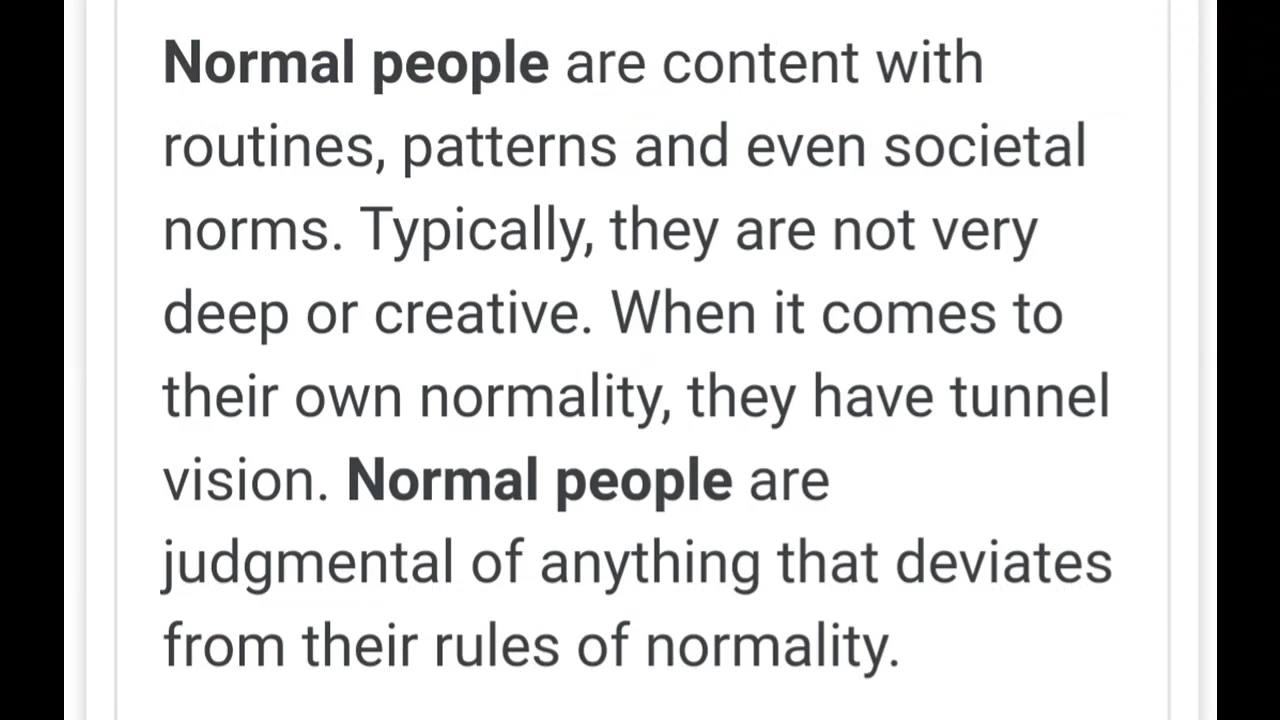 Normal people are content with
routines, patterns and even societal
norms. Typically, they are not very
deep or creative. When it comes to
their own normality, they have tunnel
vision. Normal people are
judgmental of anything that deviates
from their rules of normality.